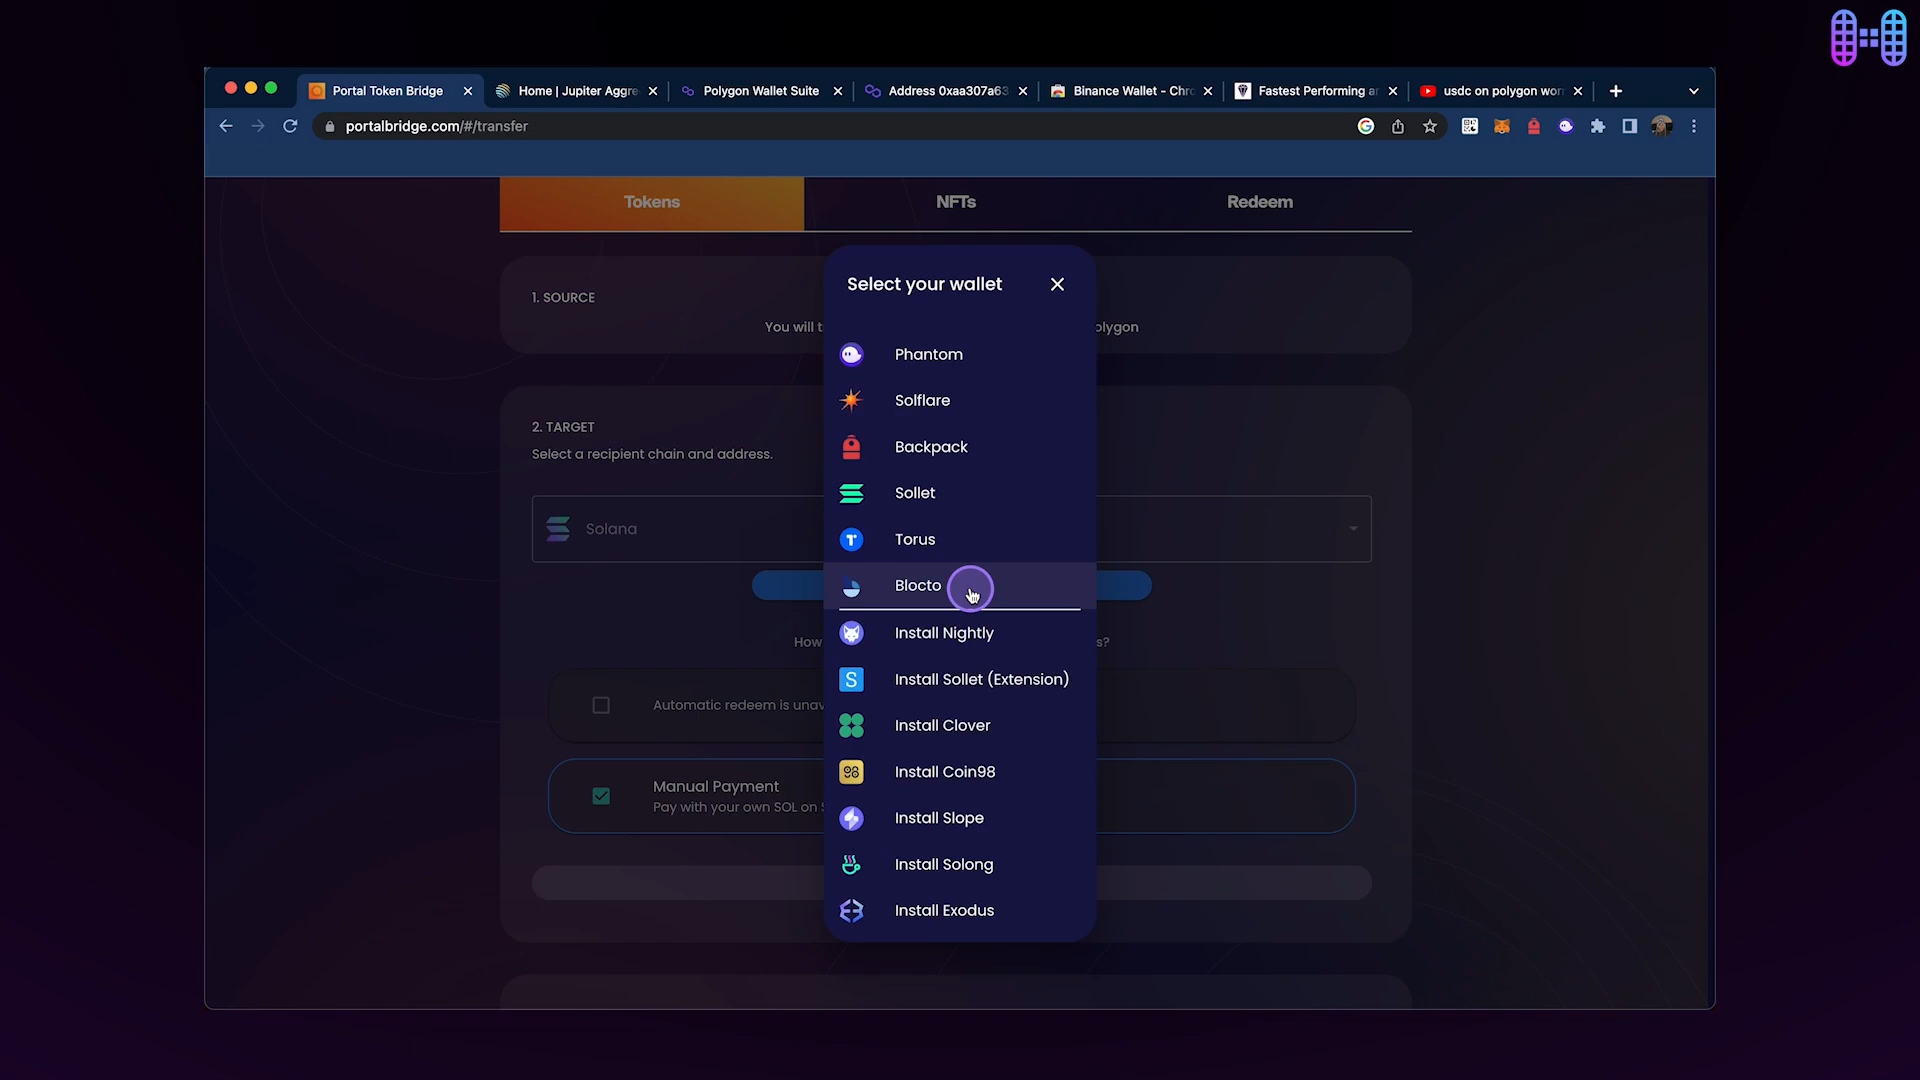 Portal Token Bridge
Home | Jupiter Aggre
Polygon Wallet Suite
Address 0xaa307a63
Binance Wallet - Chro
Fastest Performing ar
usdc on polygon wor
portalbridge.com/#/transfer
Tokens
NFTs
Redeem
Select your wallet
1. SOURCE
You will t
olygon
Phantom
Solflare
2. TARGET
Backpack
Select a recipient chain and address.
Sollet
Solana
Torus
Blocto
Install Nightly
How
s?
Install Sollet (Extension)
Automatic redeem is unav
Install Clover
Install Coin98
Manual Payment
Pay with your own SOL on S
Install Slope
Install Solong
Install Exodus